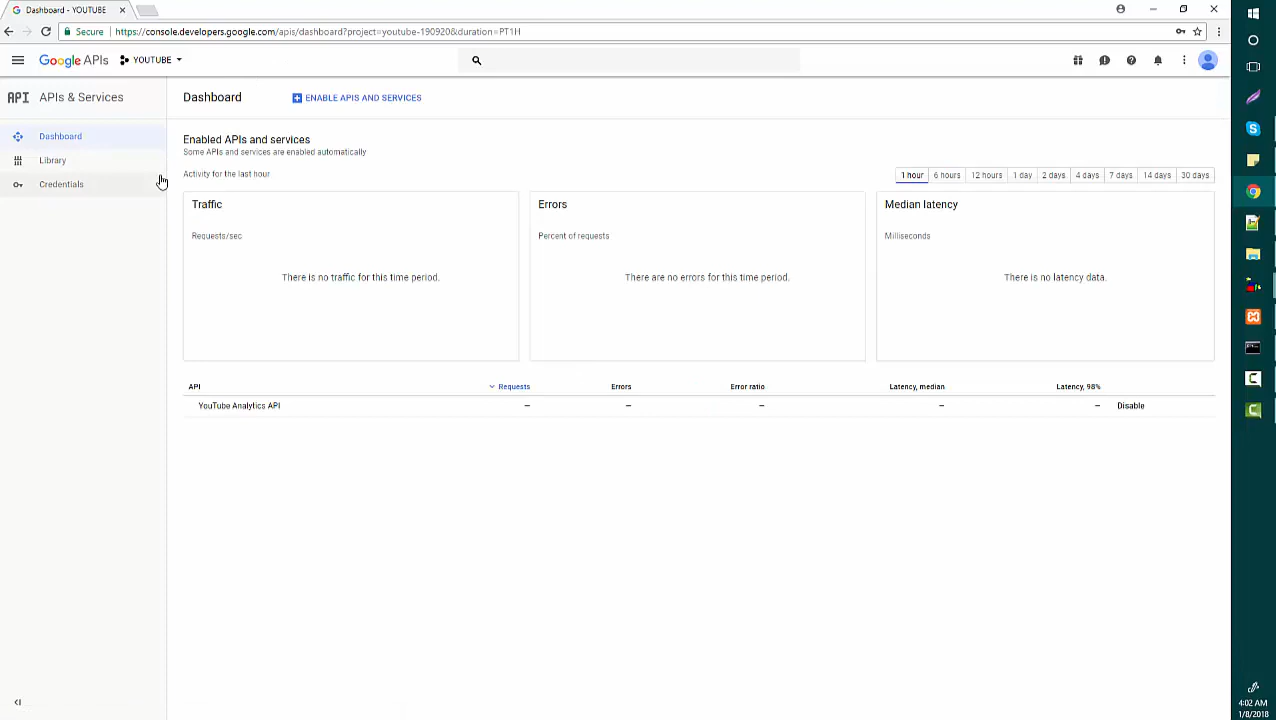 Dashboard - YOUTUBE
Secure
https://console.developers.google.com/apis/dashboard?project=youtube-190920&duration=PT1H
Google APIs
YOUTUBE
API
APIs & Services
Dashboard
ENABLE APIS AND SERVICES
Dashboard
Library
Credentials
Enabled APIs and services
Some APIs and services are enabled automatically
Activity for the last hour
1 hour 6 hours 12 hours 1 day 2 days 4 days 7 days 14 days 30 days
Traffic
Requests/sec
There is no traffic for this time period.
Errors
Percent of requests
There are no errors for this time period.
Median latency
Milliseconds
There is no latency data.
API Requests Errors Error ratio Latency, median Latency, 98%
YouTube Analytics API – – – – – Disable
4:02 AM
1/8/2018